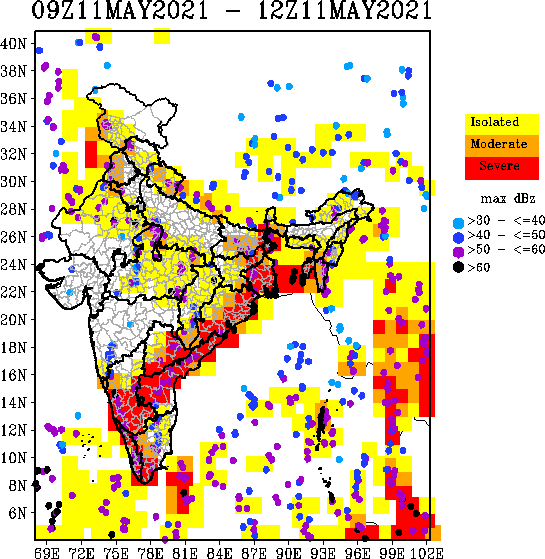 09Z11MAY2021 - 12Z11MAY2021
40N
38N
36N
34N
32N
30N
28N
26N
24N
22N
20N
18N
16N
14N
12N
10N
8N
6N
69E 72E 75E 78E 81E 84E 87E 90E 93E 96E 99E 102E
Isolated
Moderate
Severe
max dBz
>30 - <=40
>40 - <=50
>50 - <=60
>60